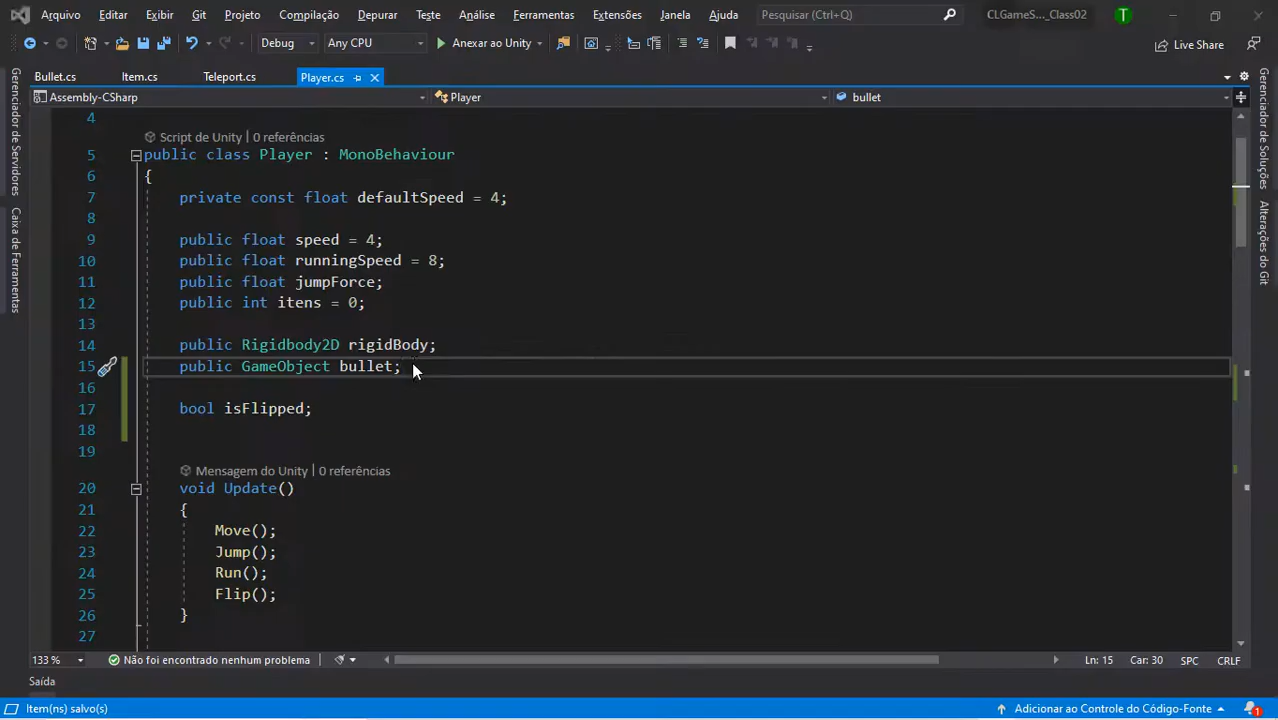 Arquivo Editar Exibir Git Projeto Compilação Depurar Teste Análise Ferramentas Extensões Janela Ajuda Pesquisar (Ctrl+Q) CLGameS..._Class02 T
Debug Any CPU Anexar ao Unity Live Share
Bullet.cs Item.cs Teleport.cs Player.cs
Assembly-CSharp Player bullet
Gerenciador de Servidores
Caixa de Ferramentas
Gerenciador de Soluções
Alterações do Git
4
Script de Unity | 0 referências
5 public class Player : MonoBehaviour
6 {
7 private const float defaultSpeed = 4;
8
9 public float speed = 4;
10 public float runningSpeed = 8;
11 public float jumpForce;
12 public int itens = 0;
13
14 public Rigidbody2D rigidBody;
15 public GameObject bullet;
16
17 bool isFlipped;
18
19
Mensagem do Unity | 0 referências
20 void Update()
21 {
22 Move();
23 Jump();
24 Run();
25 Flip();
26 }
27
133 % Não foi encontrado nenhum problema Ln: 15 Car: 30 SPC CRLF
Saída
Item(ns) salvo(s) Adicionar ao Controle do Código-Fonte 1